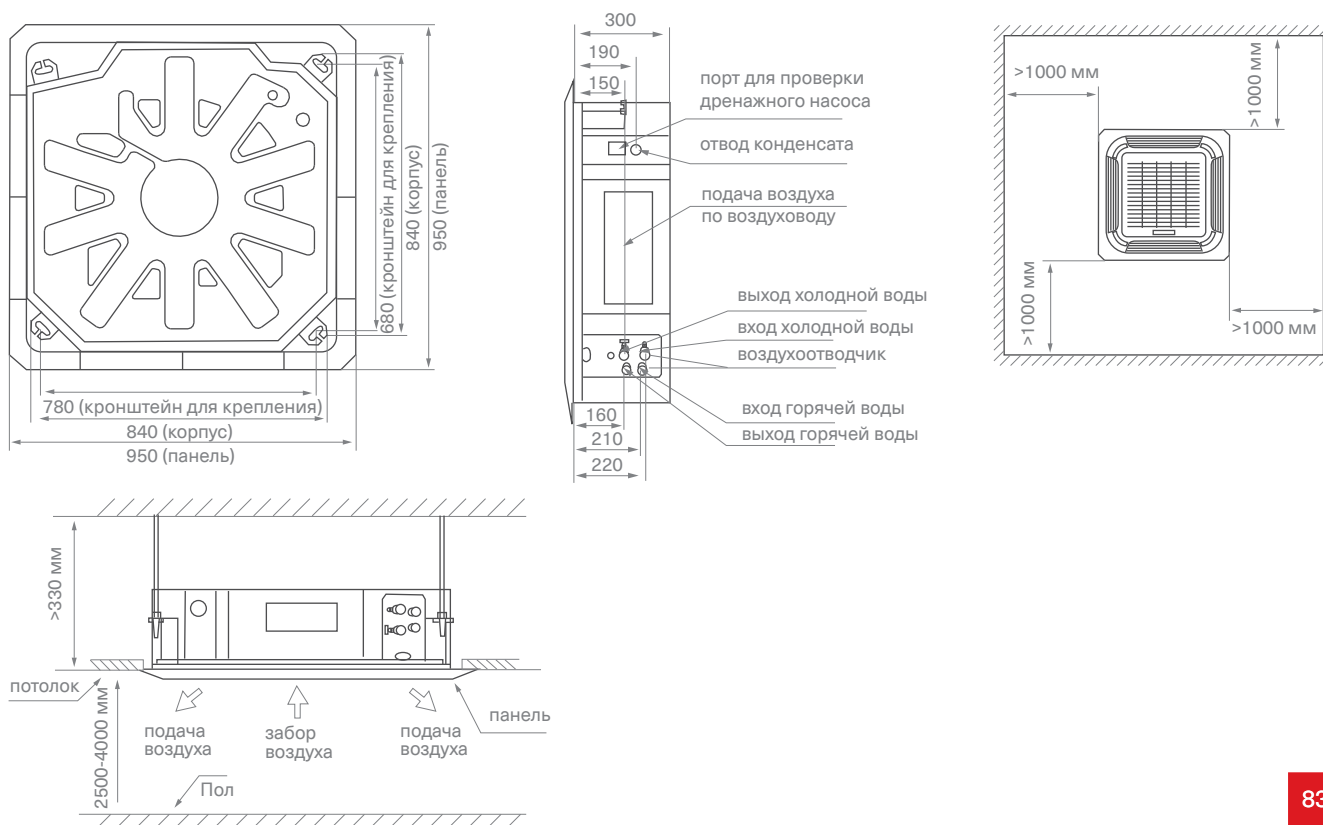 680 (кронштейн для крепления)
840 (корпус)
950 (панель)
780 (кронштейн для крепления)
840 (корпус)
950 (панель)
300
190
150
порт для проверки
дренажного насоса
отвод конденсата
подача воздуха
по воздуховоду
выход холодной воды
вход холодной воды
воздухоотводчик
вход горячей воды
выход горячей воды
160
210
220
>1000 мм
>1000 мм
>1000 мм
>1000 мм
>330 мм
потолок
2500-4000 мм
подача
воздуха
забор
воздуха
подача
воздуха
панель
Пол
83